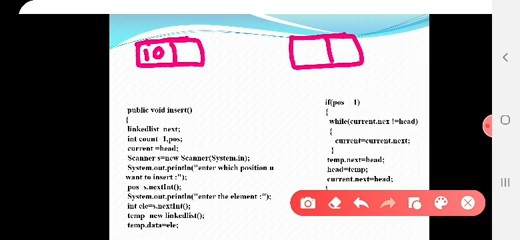 10
public void insert()
{
linkedlist next;
int count 1,pos;
current =head;
Scanner s=new Scanner(System.in);
System.out.println("enter which position u
want to insert :");
pos s.nextInt();
System.out.println("enter the element :");
int ele=s.nextInt();
temp new linkedlist();
temp.data=ele;
if(pos 1)
{
while(current.nex !=head)
{
current=current.next;
}
temp.next=head;
head=temp;
current.next=head;